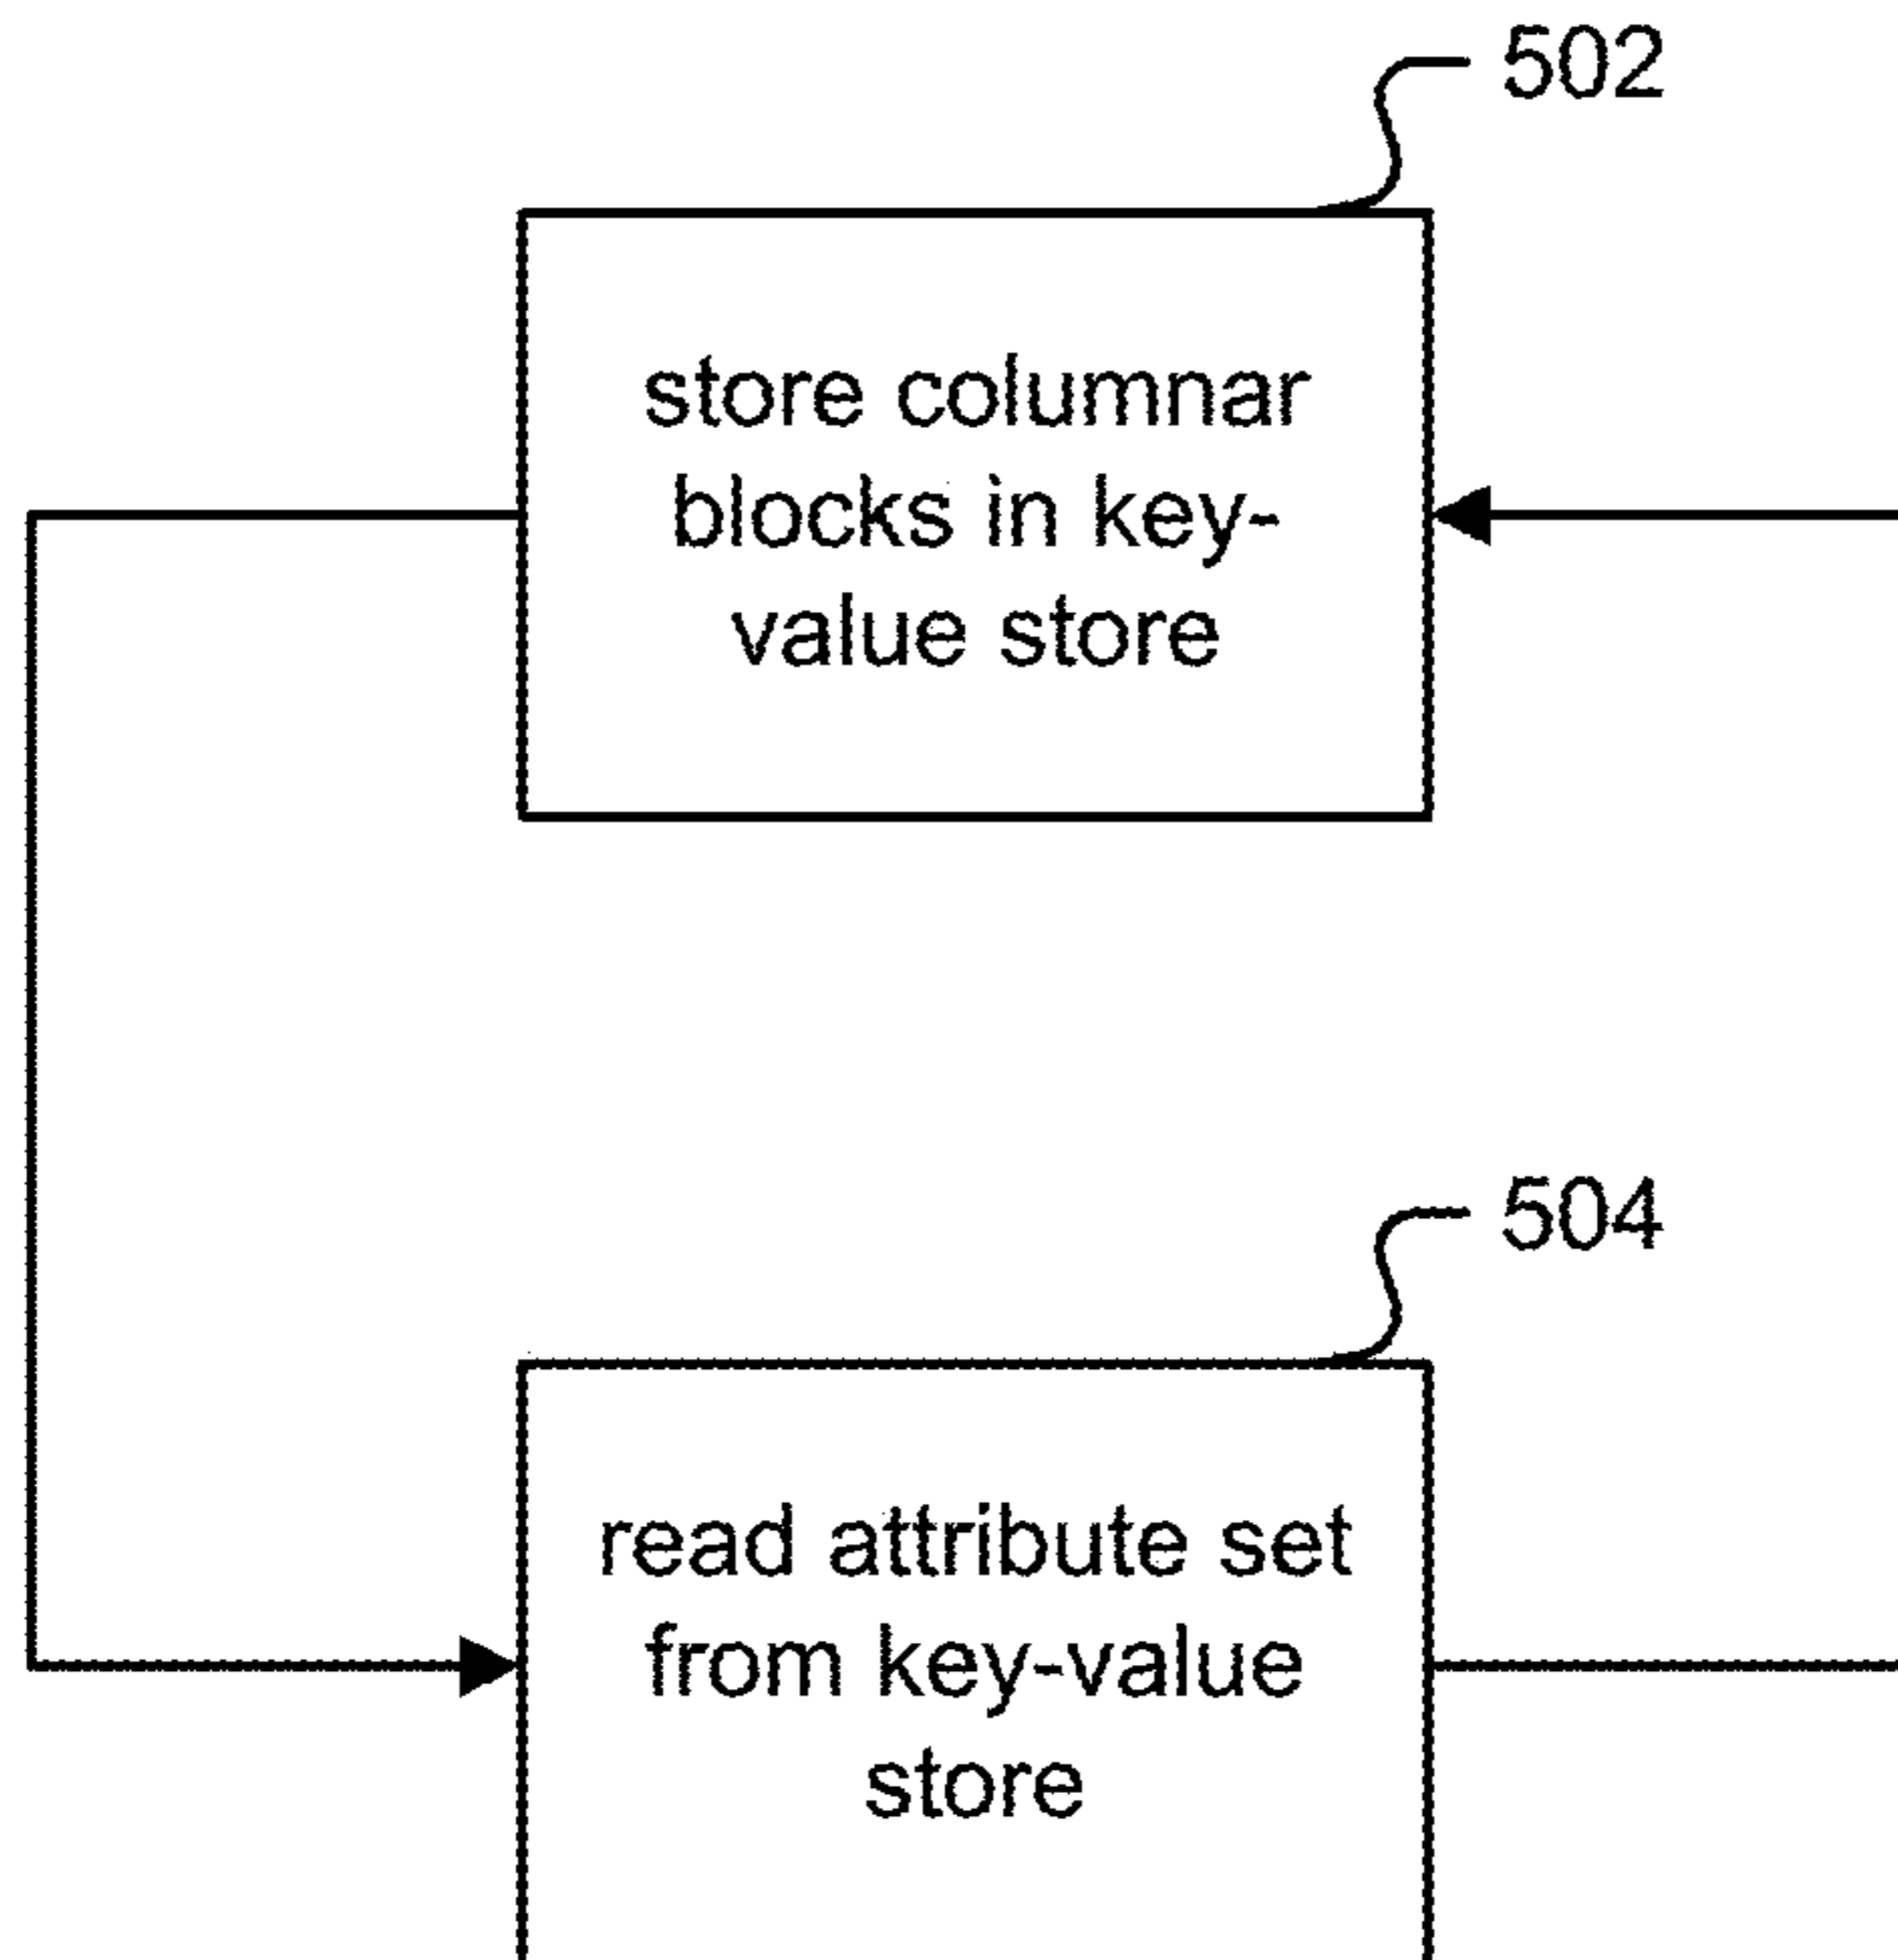 502
store columnar
blocks in key-
value store
504
read attribute set
from key-value
store